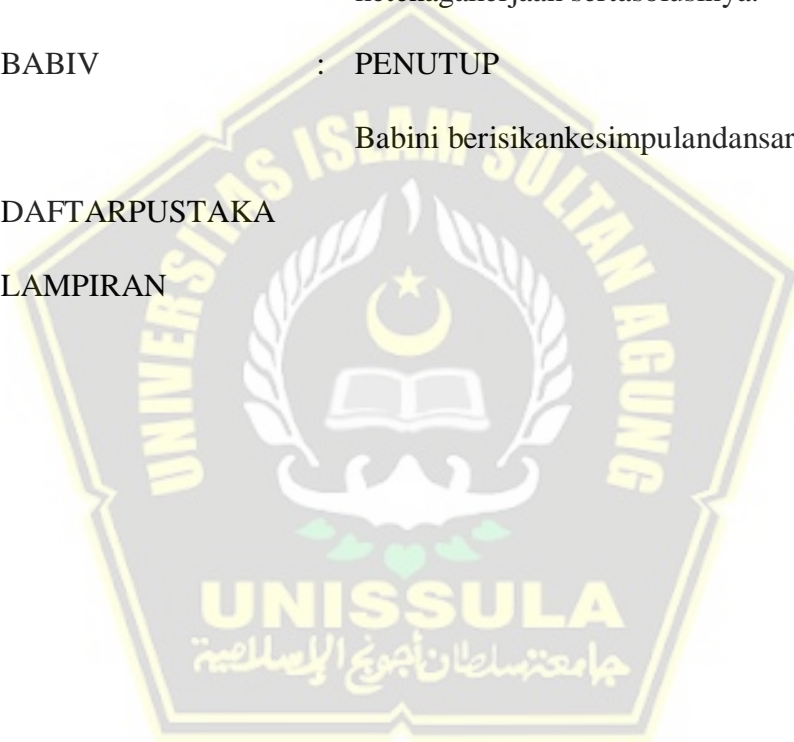 BABIV : PENUTUP
Babini berisikankesimpulandansar
DAFTARPUSTAKA
LAMPIRAN
UNIVERSITAS ISLAM SULTAN AGUNG
UNISSULA
جامعة سلطان أجونج الإسلامية